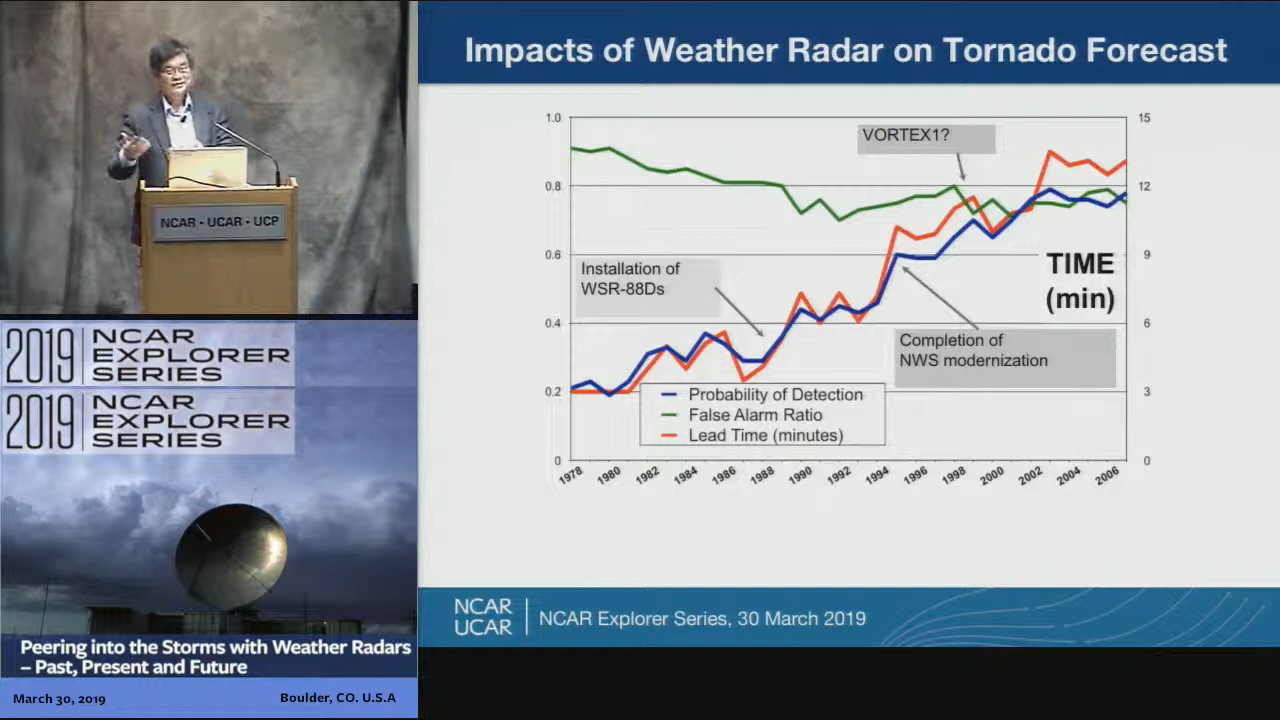 NCAR • UCAR • UCP
2019 NCAR
EXPLORER
SERIES
2019 NCAR
EXPLORER
SERIES
Peering into the Storms with Weather Radars
– Past, Present and Future
March 30, 2019
Boulder, CO. U.S.A
Impacts of Weather Radar on Tornado Forecast
1.0
0.8
0.6
0.4
0.2
0
15
12
9
6
3
0
VORTEX1?
Installation of
WSR-88Ds
TIME
(min)
Completion of
NWS modernization
Probability of Detection
False Alarm Ratio
Lead Time (minutes)
1978 1980 1982 1984 1986 1988 1990 1992 1994 1996 1998 2000 2002 2004 2006
NCAR
UCAR
NCAR Explorer Series, 30 March 2019